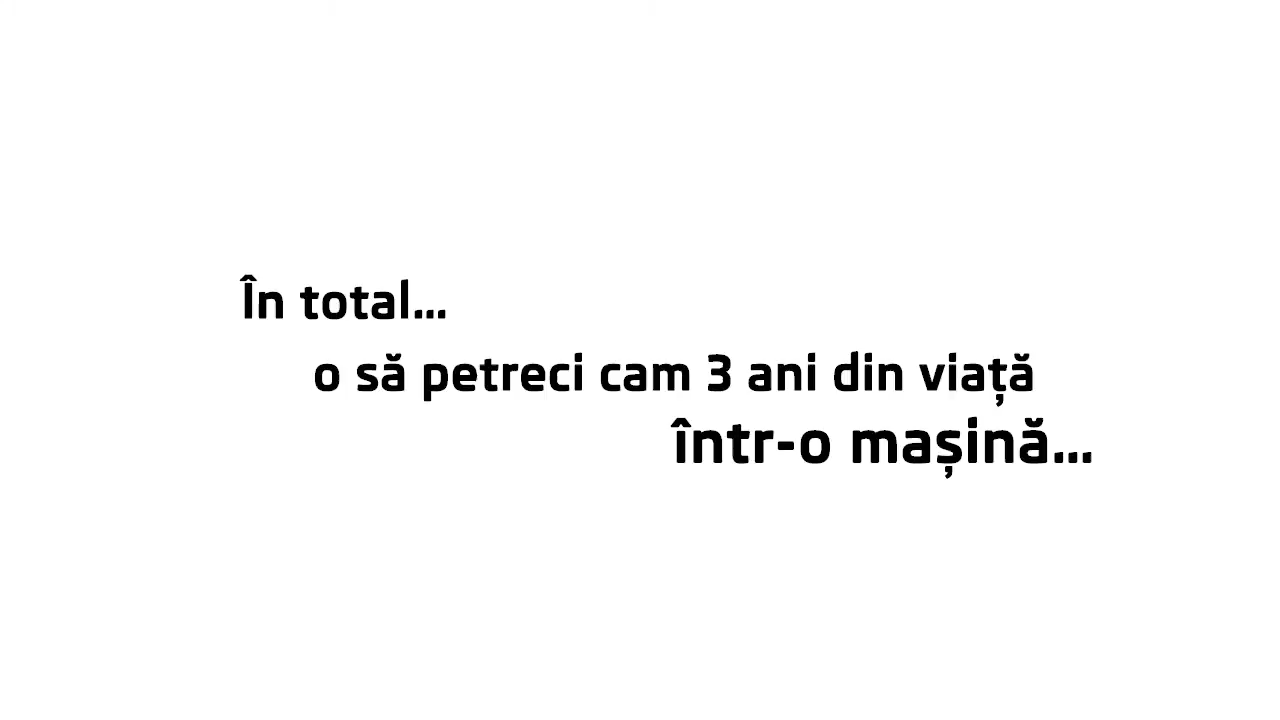 În total...
o să petreci cam 3 ani din viață
într-o mașină...